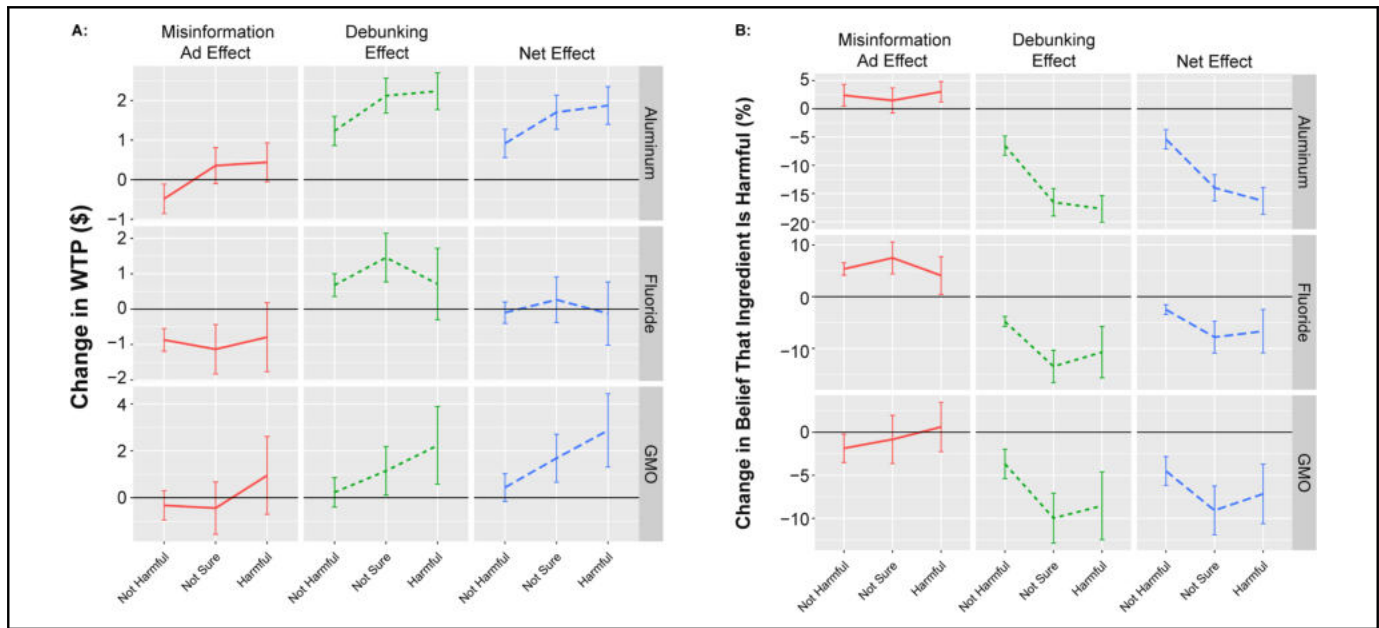 A:
Misinformation
Ad Effect
Debunking
Effect
Net Effect
Change in WTP ($)
2
1
0
−1
Aluminum
2
1
0
−1
−2
Fluoride
4
2
0
GMO
Not Harmful
Not Sure
Harmful
Not Harmful
Not Sure
Harmful
Not Harmful
Not Sure
Harmful
B:
Misinformation
Ad Effect
Debunking
Effect
Net Effect
Change in Belief That Ingredient Is Harmful (%)
5
0
−5
−10
−15
−20
Aluminum
10
0
−10
Fluoride
0
−5
−10
GMO
Not Harmful
Not Sure
Harmful
Not Harmful
Not Sure
Harmful
Not Harmful
Not Sure
Harmful